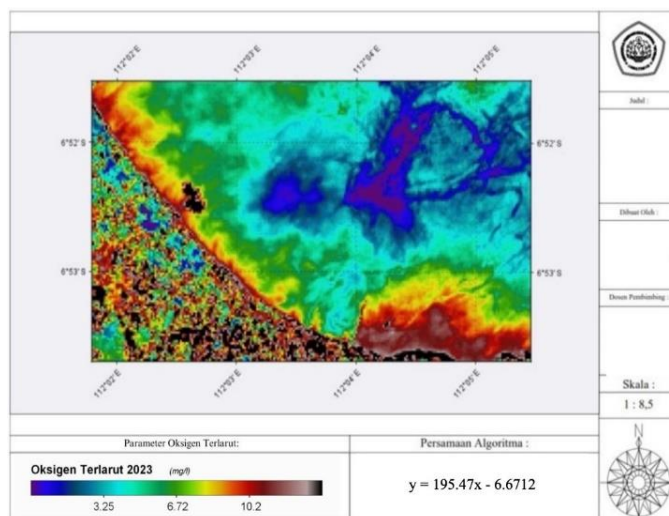 112°02' E 112°03' E 112°04' E 112°05' E
6°52' S 6°52' S
6°53' S 6°53' S
112°02' E 112°03' E 112°04' E 112°05' E
Judul :
Dibuat Oleh :
Dosen Pembimbing :
Skala :
1 : 8,5
N
Parameter Oksigen Terlarut:
Oksigen Terlarut 2023 (mg/l)
3.25 6.72 10.2
Persamaan Algoritma :
y = 195.47x - 6.6712